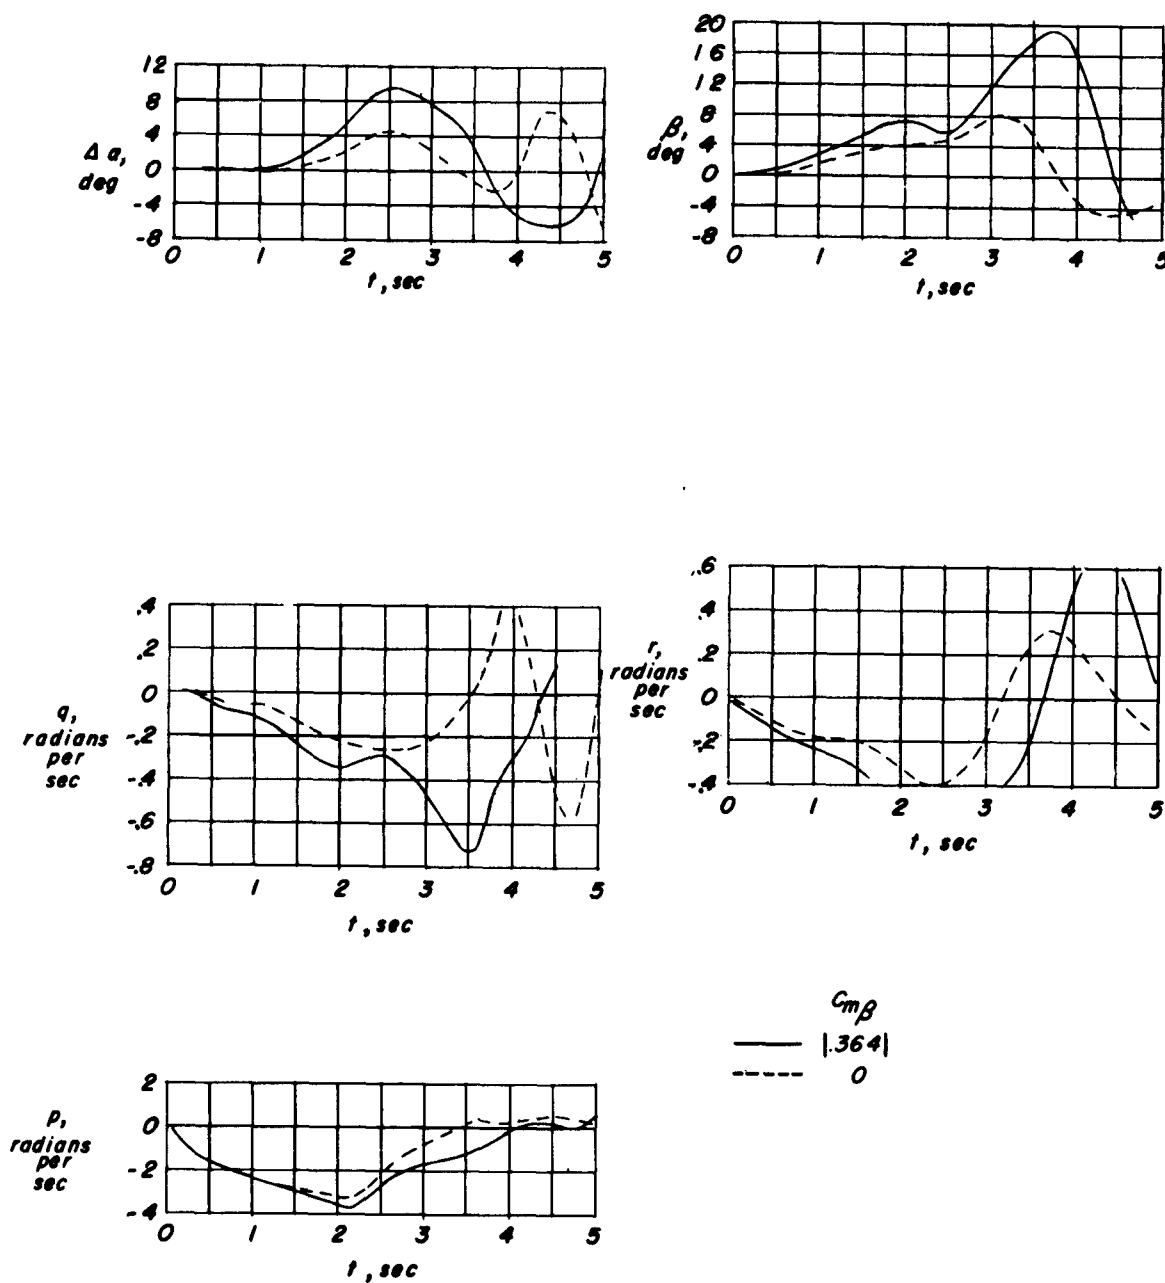 12
8
4
0
-4
-8
Δ α,
deg
0 1 2 3 4 5
t, sec
20
16
12
8
4
0
-4
-8
β,
deg
0 1 2 3 4 5
t, sec
.4
.2
0
-.2
-.4
-.6
-.8
q,
radians
per
sec
0 1 2 3 4 5
t, sec
.6
.4
.2
0
-.2
-.4
r,
radians
per
sec
0 1 2 3 4 5
t, sec
Cmβ
|.364|
0
2
0
-2
-4
p,
radians
per
sec
0 1 2 3 4 5
t, sec